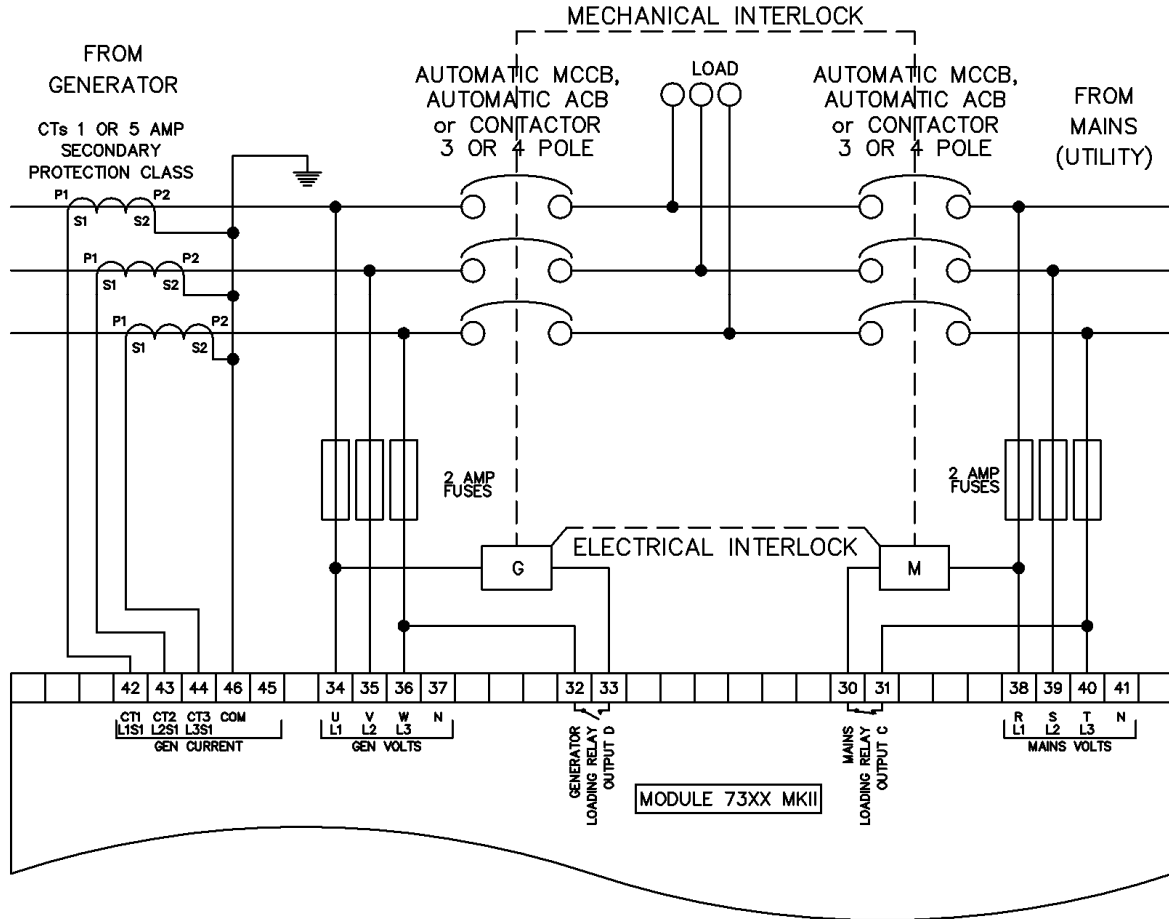 MECHANICAL INTERLOCK
FROM
GENERATOR
CTs 1 OR 5 AMP
SECONDARY
PROTECTION CLASS
AUTOMATIC MCCB,
AUTOMATIC ACB
or CONTACTOR
3 OR 4 POLE
LOAD
AUTOMATIC MCCB,
AUTOMATIC ACB
or CONTACTOR
3 OR 4 POLE
FROM
MAINS
(UTILITY)
P1 P2
S1 S2
P1 P2
S1 S2
P1 P2
S1 S2
2 AMP
FUSES
2 AMP
FUSES
ELECTRICAL INTERLOCK
G
M
42 43 44 46 45 34 35 36 37 32 33 30 31 38 39 40 41
CT1 CT2 CT3 COM
L1S1 L2S1 L3S1
GEN CURRENT
U V W N
L1 L2 L3
GEN VOLTS
GENERATOR
LOADING RELAY
OUTPUT D
MAINS
LOADING RELAY
OUTPUT C
R S T N
L1 L2 L3
MAINS VOLTS
MODULE 73XX MKII